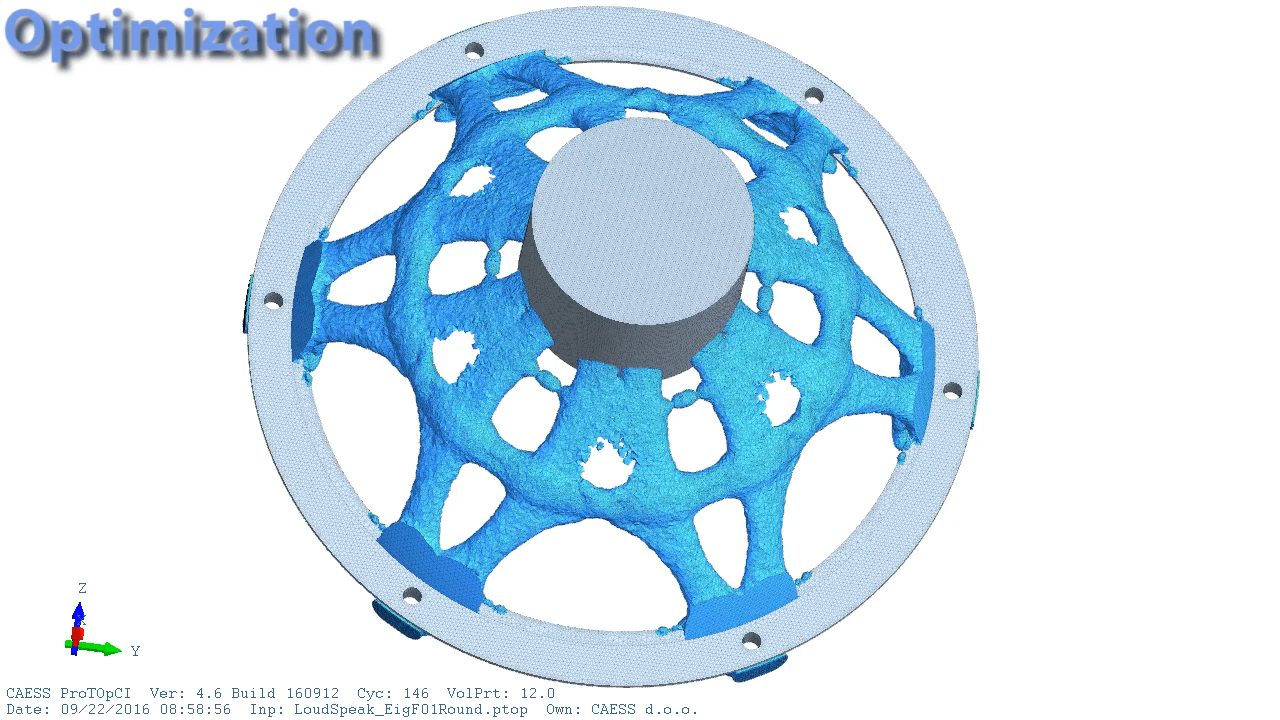 Optimization
Z
Y
CAESS ProTOpCI Ver: 4.6 Build 160912 Cyc: 146 VolPrt: 12.0
Date: 09/22/2016 08:58:56 Inp: LoudSpeak_EigF01Round.ptop Own: CAESS d.o.o.